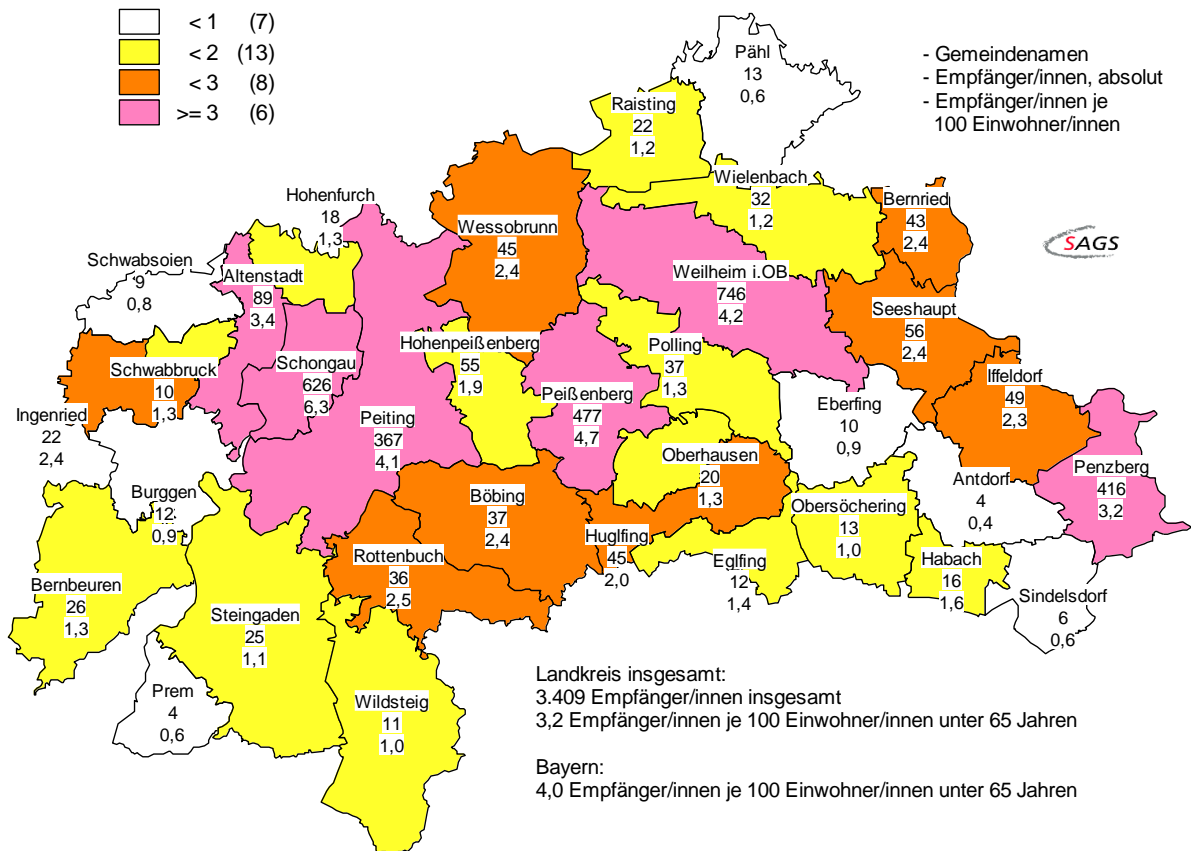 < 1 (7)
< 2 (13)
< 3 (8)
>= 3 (6)
- Gemeindenamen
- Empfänger/innen, absolut
- Empfänger/innen je
100 Einwohner/innen
SAGS
Pähl
13
0,6
Raisting
22
1,2
Wielenbach
32
1,2
Bernried
43
2,4
Hohenfurch
18
1,3
Wessobrunn
45
2,4
Schwabsoien
9
0,8
Altenstadt
89
3,4
Weilheim i.OB
746
4,2
Seeshaupt
56
2,4
Schwabbruck
10
1,3
Schongau
626
6,3
Hohenpeißenberg
55
1,9
Polling
37
1,3
Iffeldorf
49
2,3
Ingenried
22
2,4
Peiting
367
4,1
Peißenberg
477
4,7
Eberfing
10
0,9
Oberhausen
20
1,3
Penzberg
416
3,2
Antdorf
4
0,4
Burggen
12
0,9
Böbing
37
2,4
Obersöchering
13
1,0
Huglfing
45
2,0
Rottenbuch
36
2,5
Eglfing
12
1,4
Habach
16
1,6
Bernbeuren
26
1,3
Steingaden
25
1,1
Sindelsdorf
6
0,6
Prem
4
0,6
Wildsteig
11
1,0
Landkreis insgesamt:
3.409 Empfänger/innen insgesamt
3,2 Empfänger/innen je 100 Einwohner/innen unter 65 Jahren
Bayern:
4,0 Empfänger/innen je 100 Einwohner/innen unter 65 Jahren